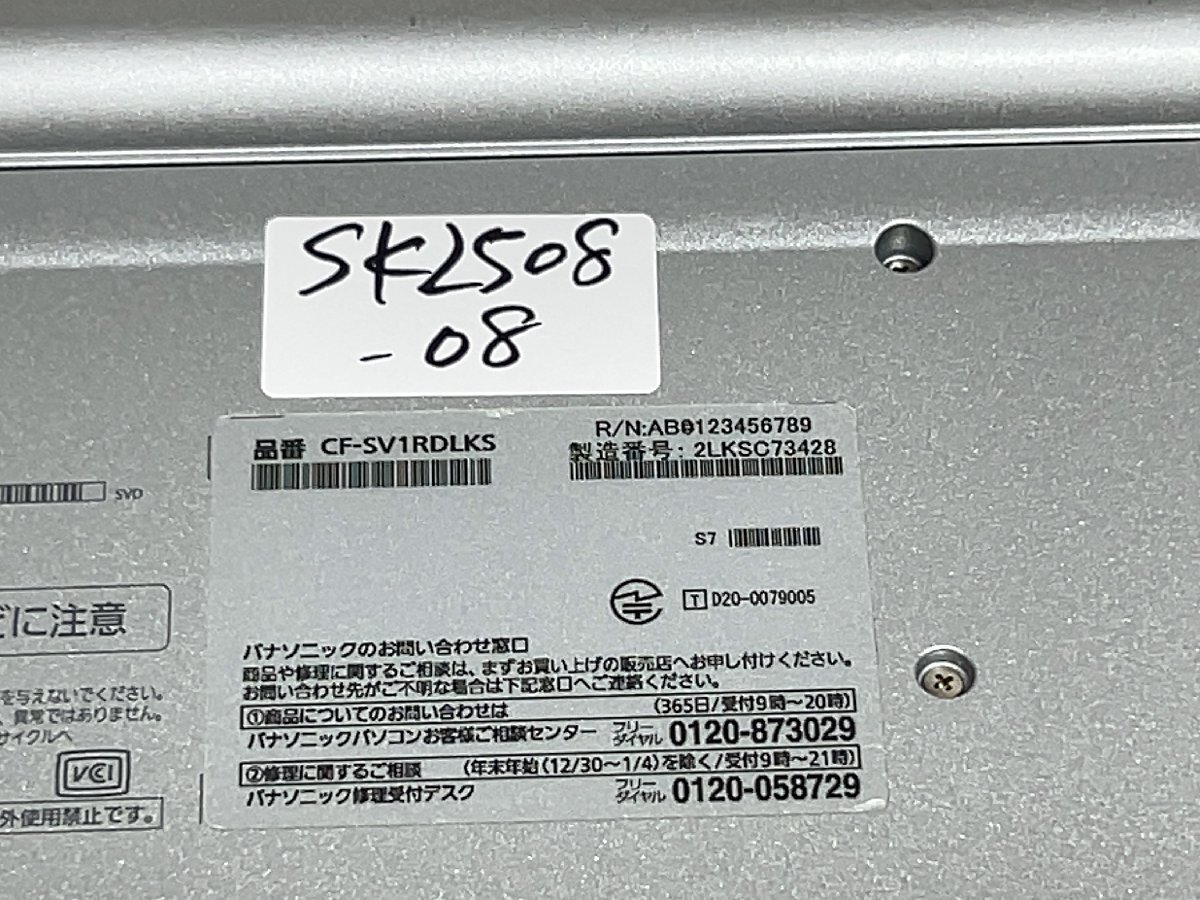 SK2508
-08
品番 CF-SV1RDLKS
R/N:AB0123456789
製造番号: 2LKSC73428
SVD
S7
T D20-0079005
に注意
パナソニックのお問い合わせ窓口
商品や修理に関するご相談は、まずお買い上げの販売店へお申し付けください。
お問い合わせ先がご不明な場合は下記窓口へご連絡ください。
①商品についてのお問い合わせは (365日/受付9時〜20時)
パナソニックパソコンお客様ご相談センター フリーダイヤル 0120-873029
②修理に関するご相談 (年末年始(12/30〜1/4)を除く/受付9時〜21時)
パナソニック修理受付デスク フリーダイヤル 0120-058729
を与えないでください。
、異常ではありません。
サイクルへ
VCCI
外使用禁止です。